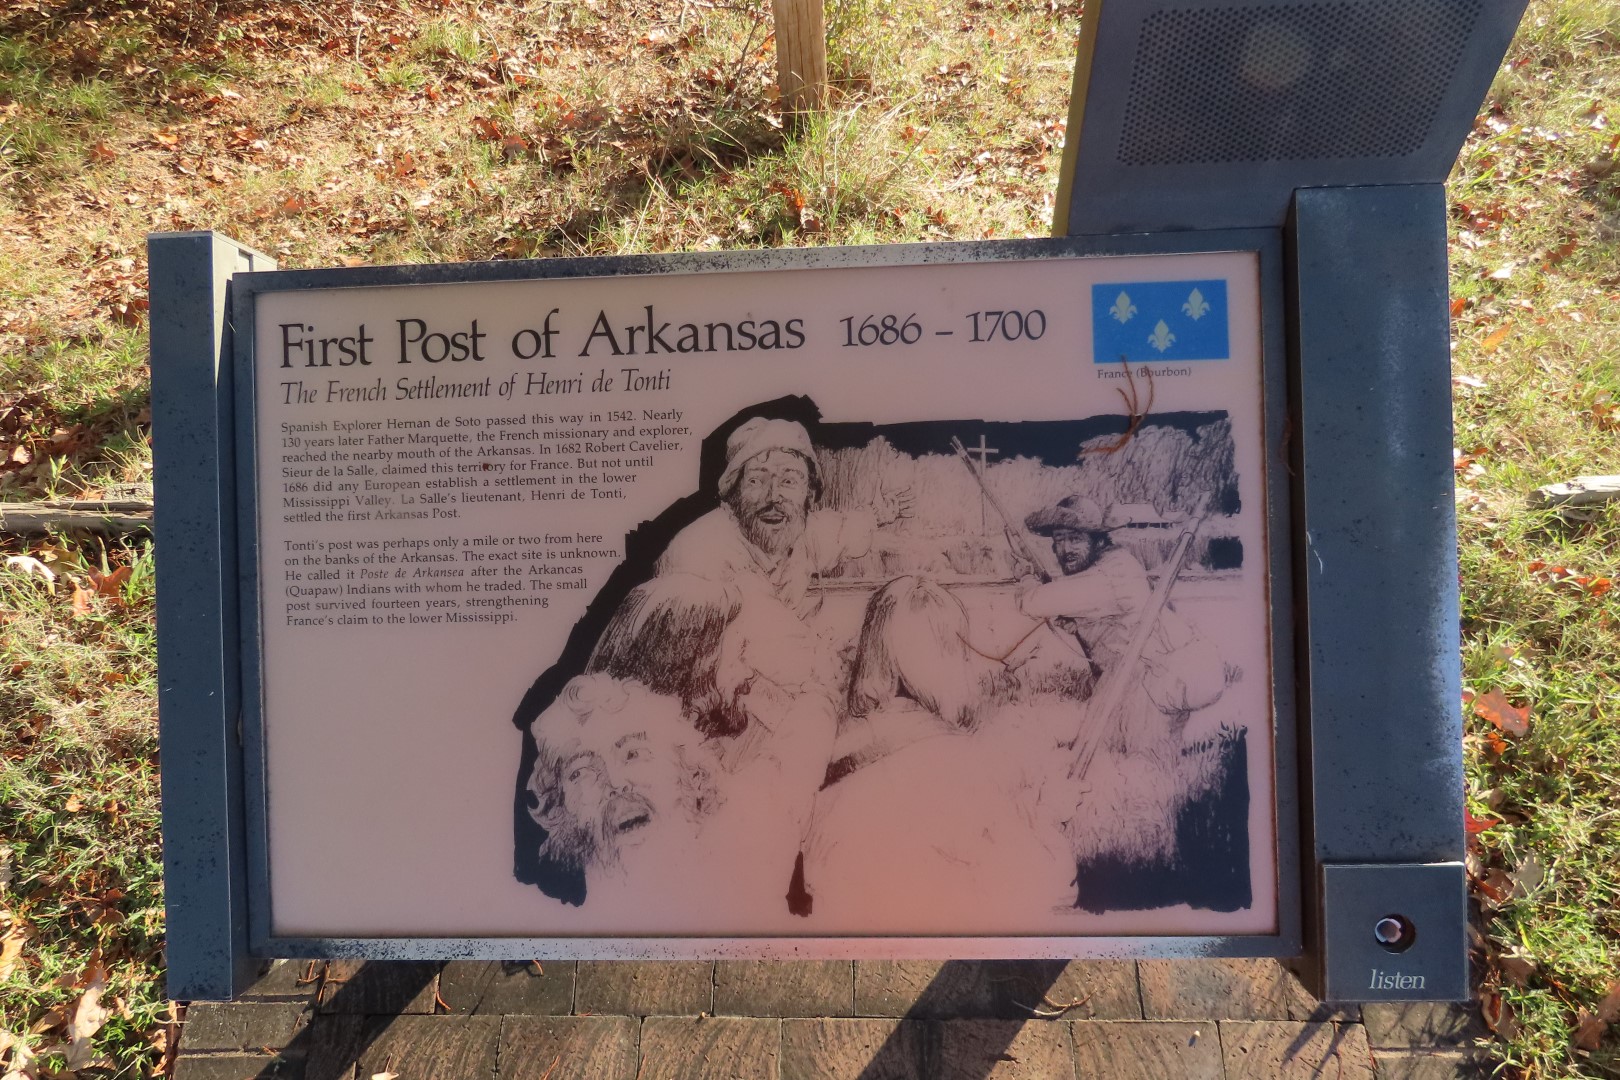 First Post of Arkansas 1686 – 1700
The French Settlement of Henri de Tonti
France (Bourbon)
Spanish Explorer Hernan de Soto passed this way in 1542. Nearly
130 years later Father Marquette, the French missionary and explorer,
reached the nearby mouth of the Arkansas. In 1682 Robert Cavelier,
Sieur de la Salle, claimed this territory for France. But not until
1686 did any European establish a settlement in the lower
Mississippi Valley. La Salle's lieutenant, Henri de Tonti,
settled the first Arkansas Post.
Tonti's post was perhaps only a mile or two from here
on the banks of the Arkansas. The exact site is unknown.
He called it Poste de Arkansea after the Arkancas
(Quapaw) Indians with whom he traded. The small
post survived fourteen years, strengthening
France's claim to the lower Mississippi.
listen